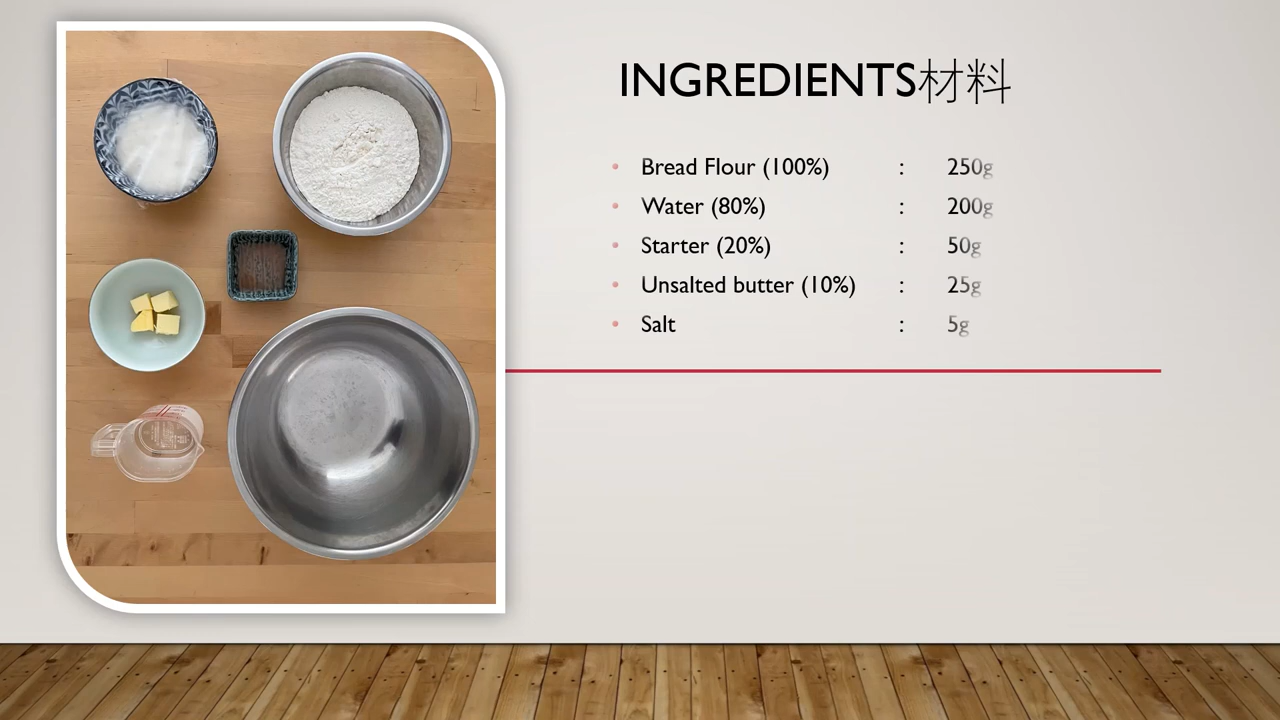 INGREDIENTS材料
• Bread Flour (100%) : 250g
• Water (80%) : 200g
• Starter (20%) : 50g
• Unsalted butter (10%) : 25g
• Salt : 5g